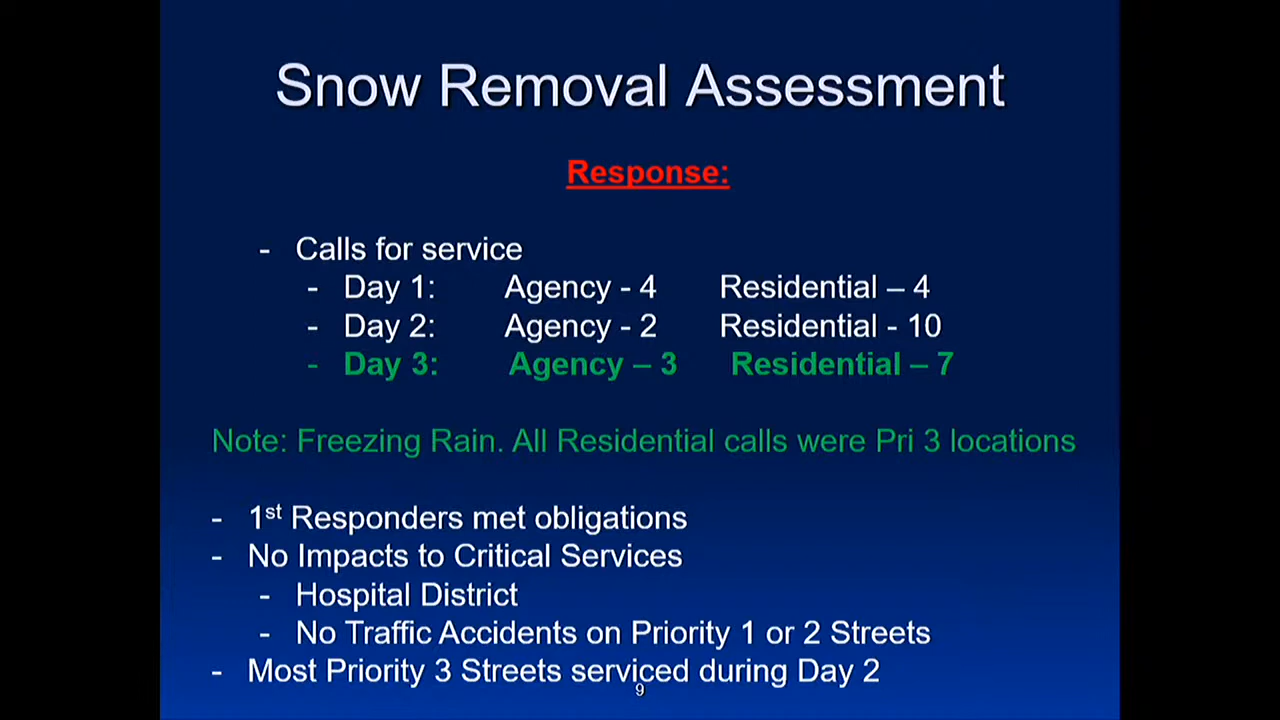 Snow Removal Assessment
Response:
- Calls for service
- Day 1: Agency - 4 Residential – 4
- Day 2: Agency - 2 Residential - 10
- Day 3: Agency – 3 Residential – 7
Note: Freezing Rain. All Residential calls were Pri 3 locations
- 1st Responders met obligations
- No Impacts to Critical Services
- Hospital District
- No Traffic Accidents on Priority 1 or 2 Streets
- Most Priority 3 Streets serviced during Day 2
9